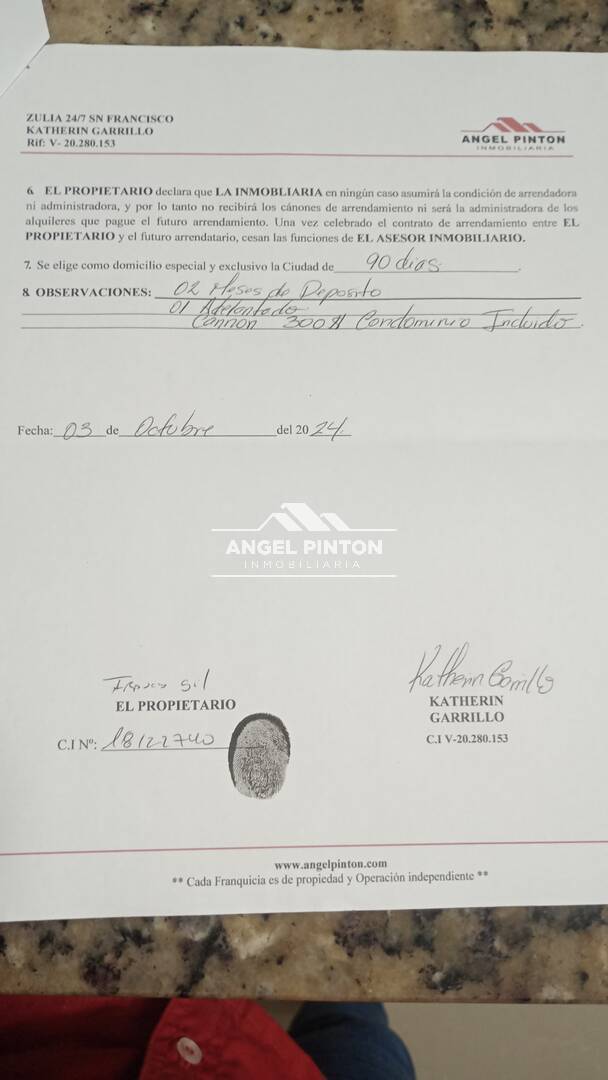 ZULIA 24/7 SN FRANCISCO
KATHERIN GARRILLO
Rif: V- 20.280.153
ANGEL PINTON
INMOBILIARIA
6. EL PROPIETARIO declara que LA INMOBLIARIA en ningún caso asumirá la condición de arrendadora
ni administradora, y por lo tanto no recibirá los cánones de arrendamiento ni será la administradora de los
alquileres que pague el futuro arrendamiento. Una vez celebrado el contrato de arrendamiento entre EL
PROPIETARIO y el futuro arrendatario, cesan las funciones de EL ASESOR INMOBILIARIO.
7. Se elige como domicilio especial y exclusivo la Ciudad de 90 dias.
8. OBSERVACIONES: 02 Meses de Deposito
01 Adelantado
Cannon 300$ Condominio Incluido.
Fecha: 03 de Octubre del 2024.
ANGEL PINTON
INMOBILIARIA
Gil
EL PROPIETARIO
C.I Nº: 18122740
Katherin Garrillo
KATHERIN
GARRILLO
C.I V-20.280.153
www.angelpinton.com
** Cada Franquicia es de propiedad y Operación independiente **